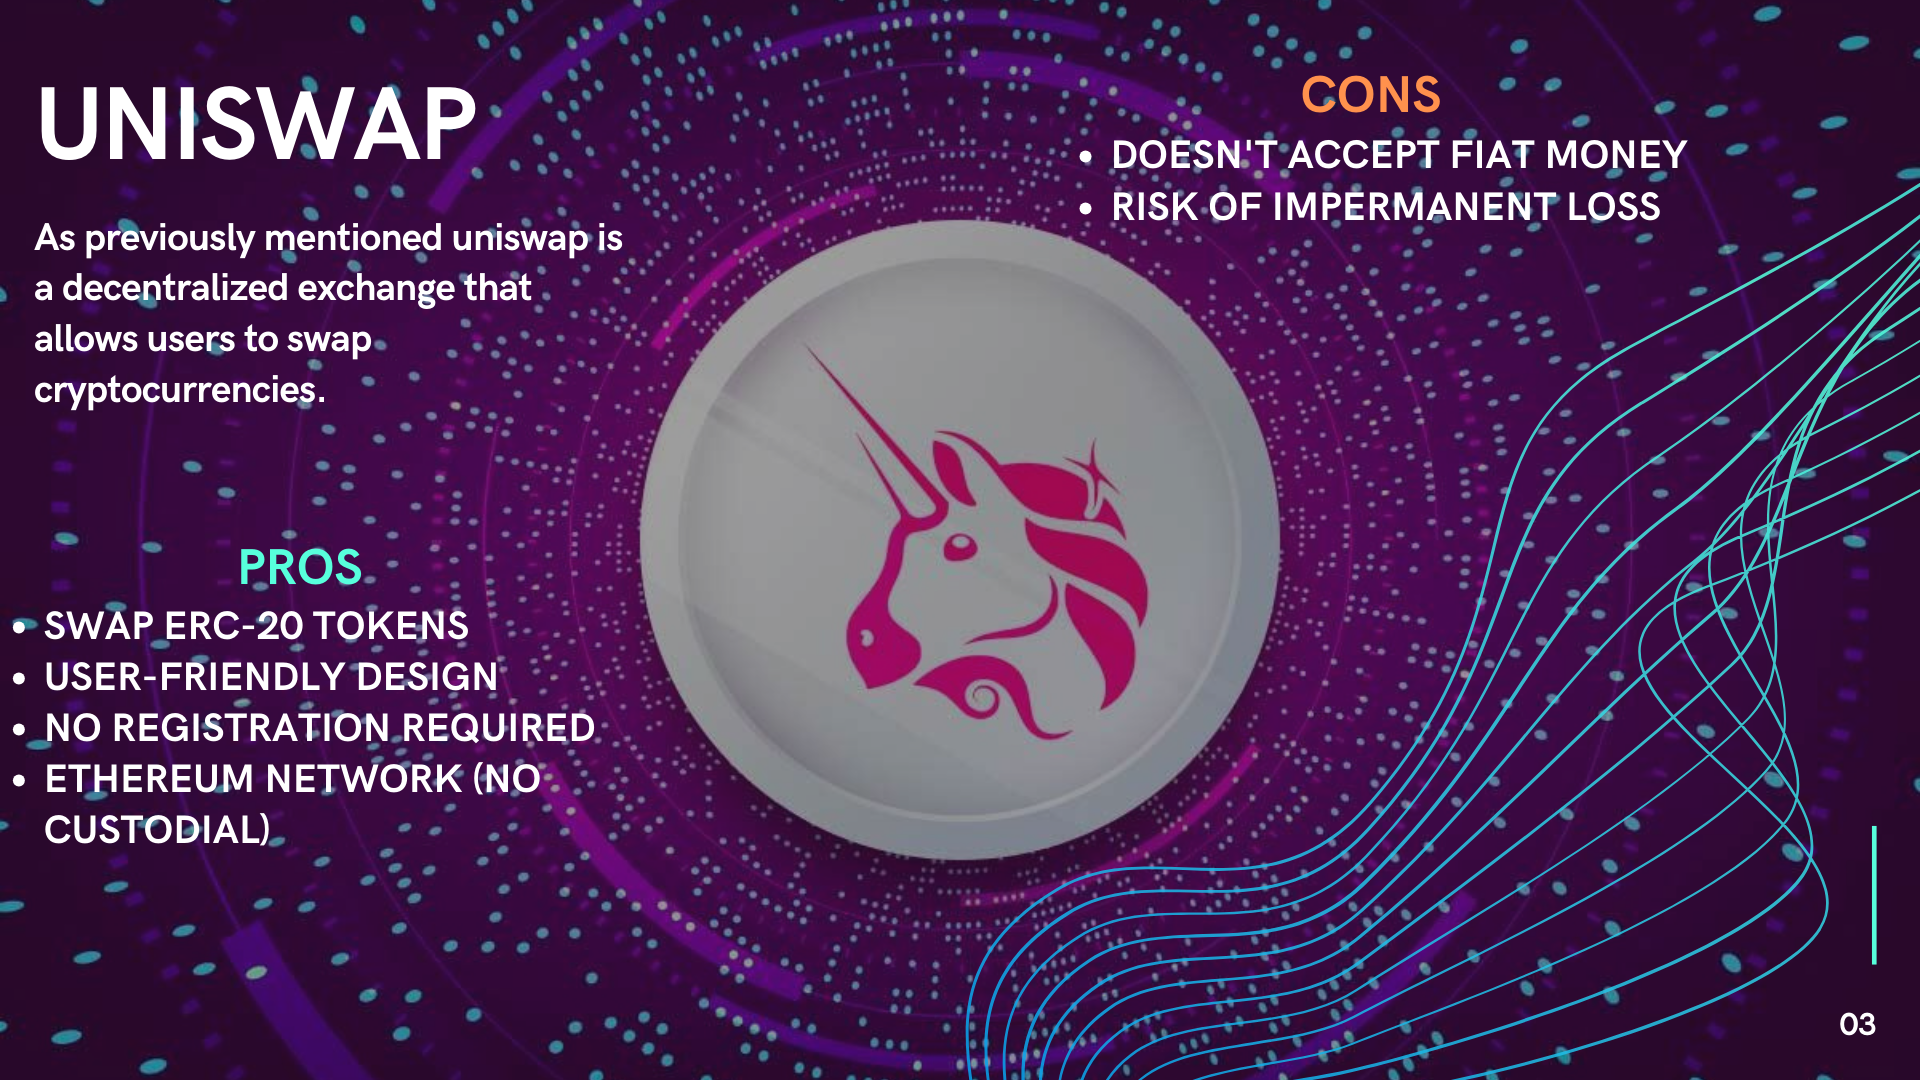 UNISWAP
As previously mentioned uniswap is
a decentralized exchange that
allows users to swap
cryptocurrencies.
PROS
• SWAP ERC-20 TOKENS
• USER-FRIENDLY DESIGN
• NO REGISTRATION REQUIRED
• ETHEREUM NETWORK (NO
CUSTODIAL)
CONS
• DOESN'T ACCEPT FIAT MONEY
• RISK OF IMPERMANENT LOSS
03